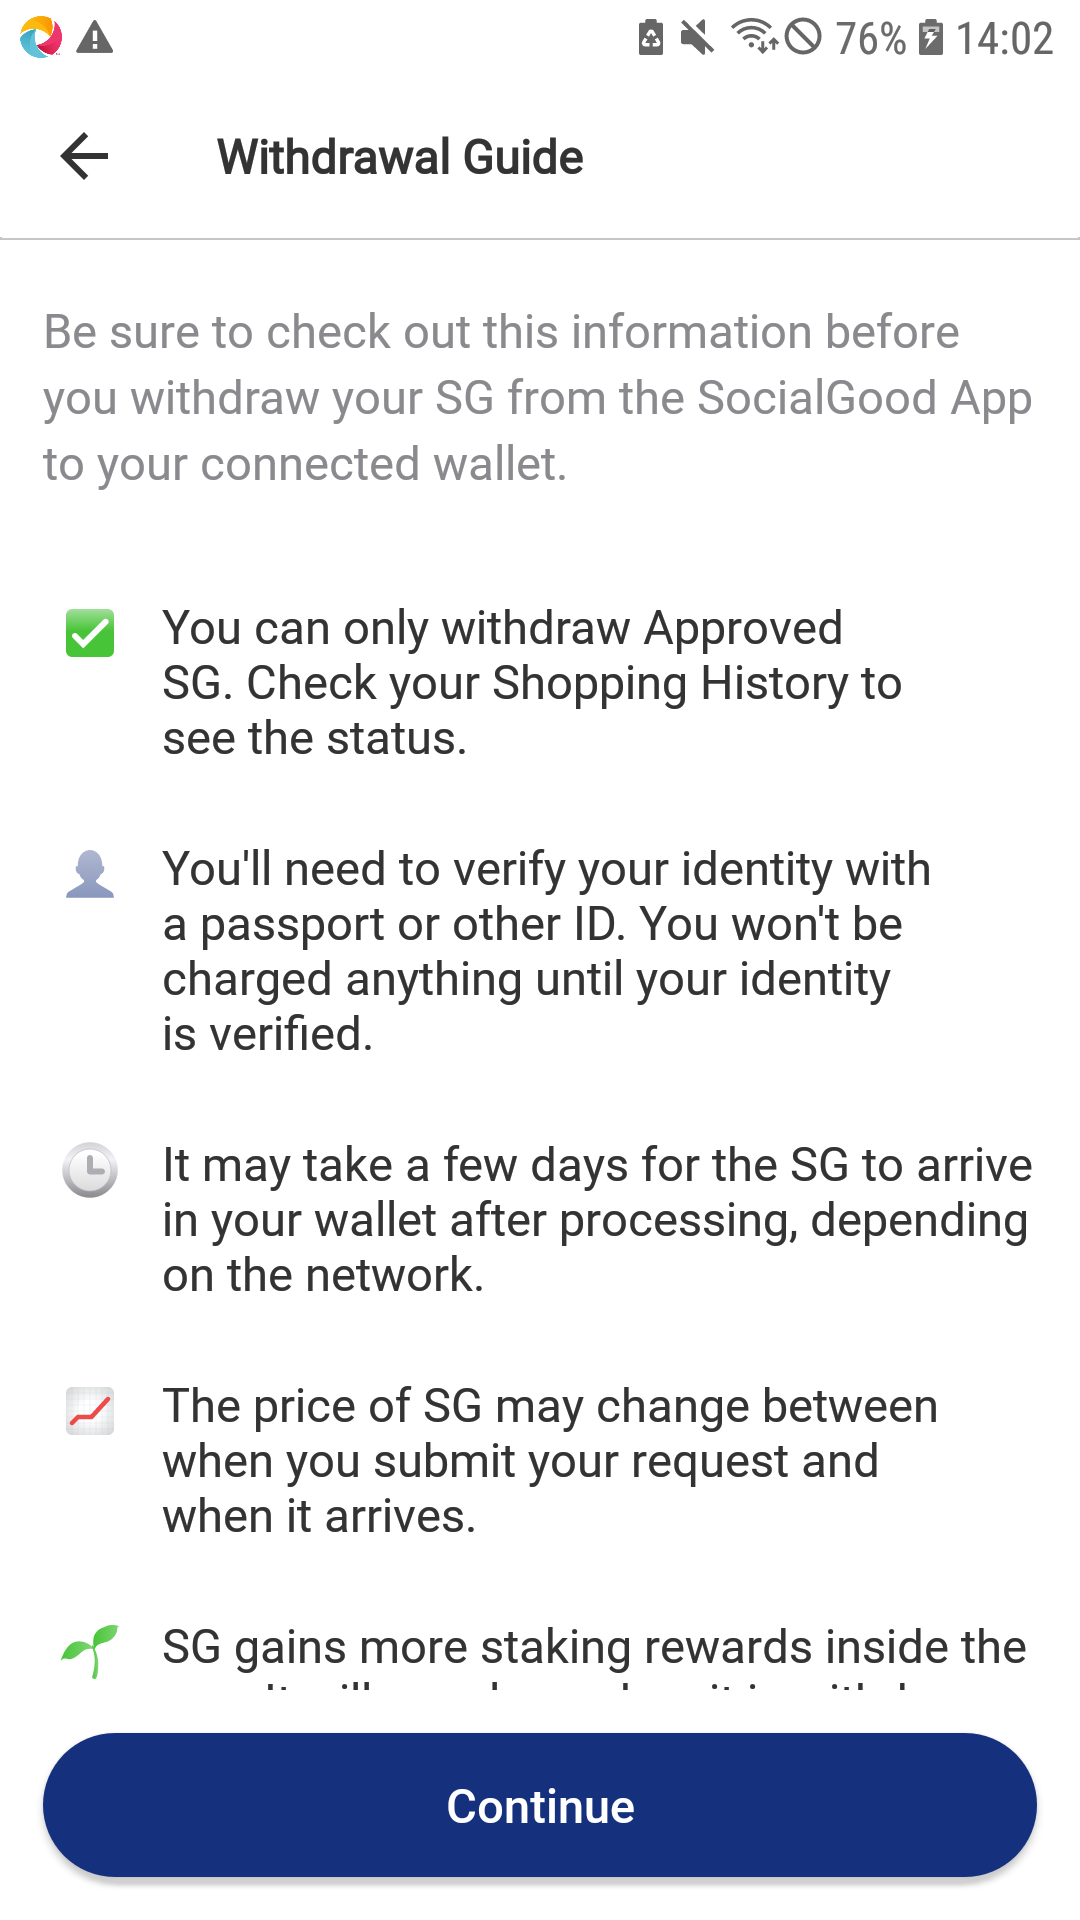 76% 14:02
Withdrawal Guide
Be sure to check out this information before
you withdraw your SG from the SocialGood App
to your connected wallet.
You can only withdraw Approved
SG. Check your Shopping History to
see the status.
You'll need to verify your identity with
a passport or other ID. You won't be
charged anything until your identity
is verified.
It may take a few days for the SG to arrive
in your wallet after processing, depending
on the network.
The price of SG may change between
when you submit your request and
when it arrives.
SG gains more staking rewards inside the
Continue